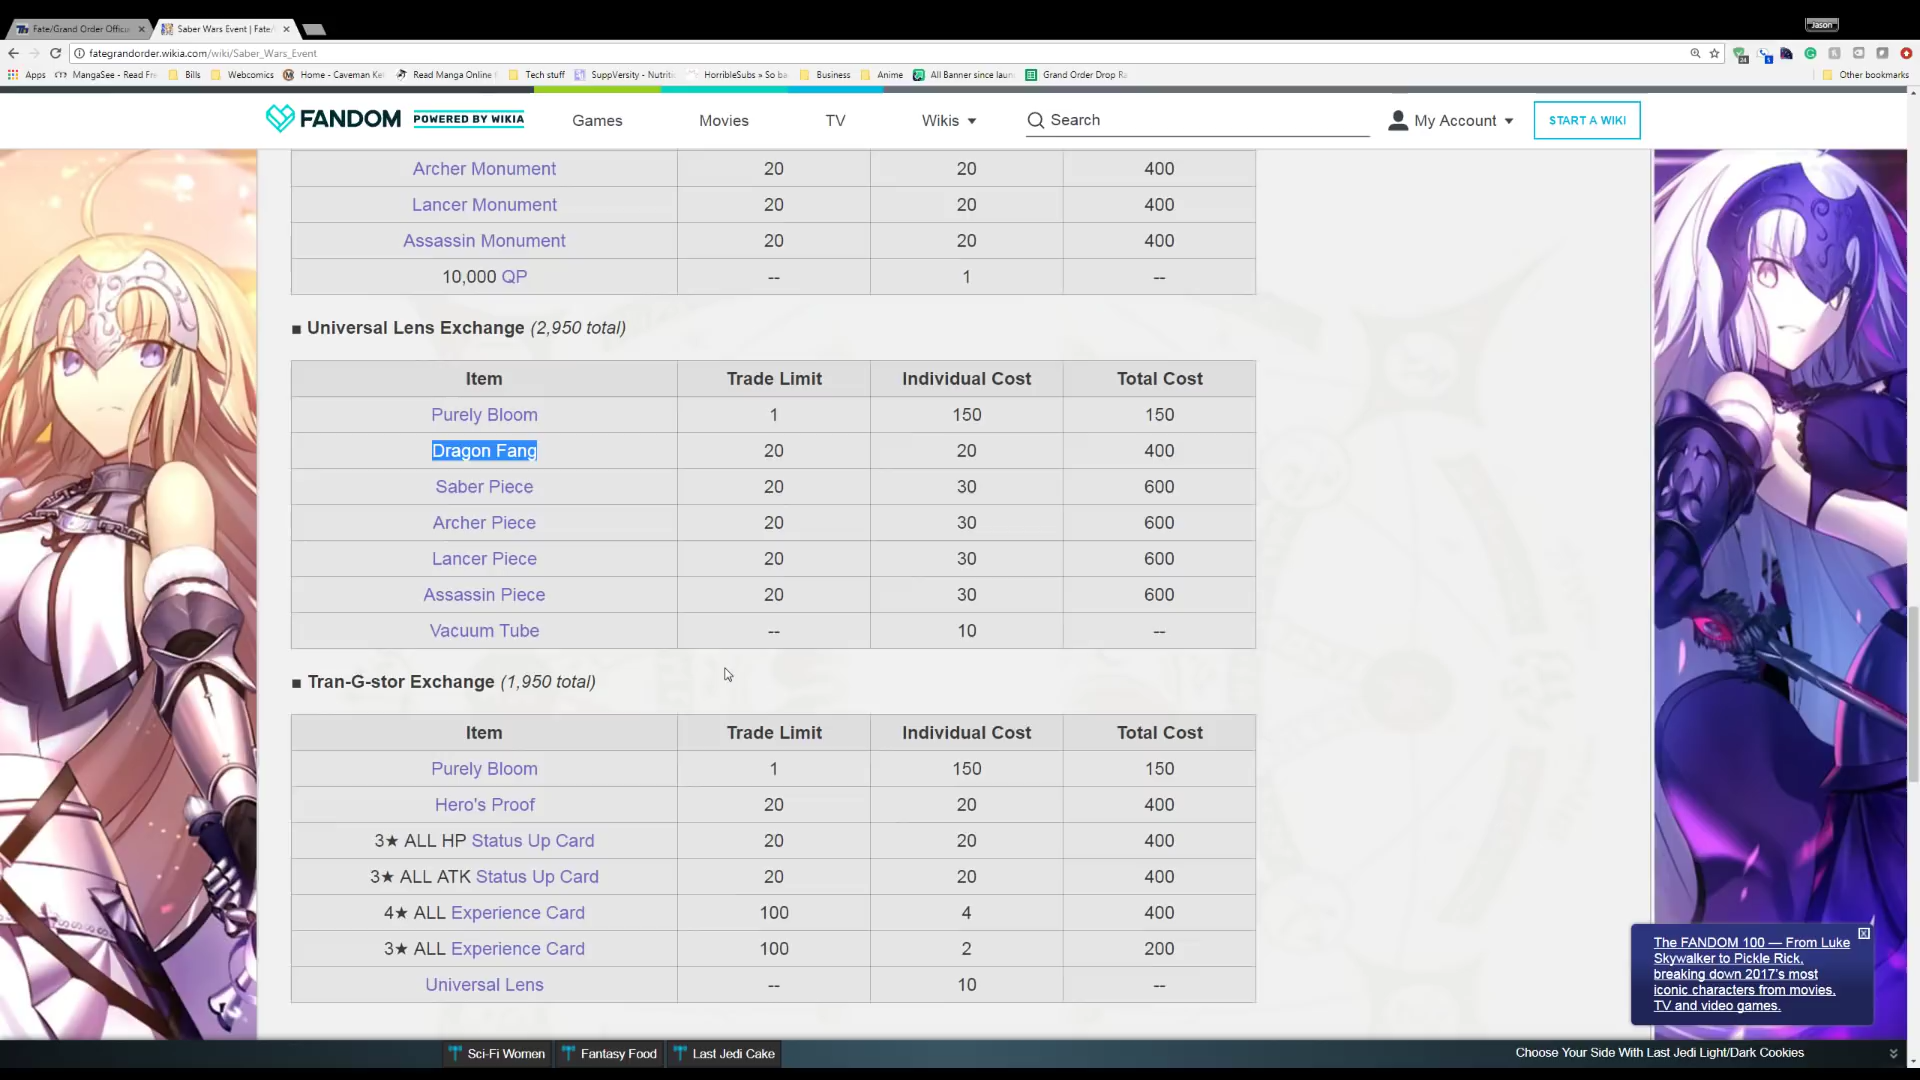 Jason
Fate/Grand Order Offici
Saber Wars Event | Fate/
fategrandorder.wikia.com/wiki/Saber_Wars_Event
Apps MangaSee - Read Fr Bills Webcomics Home - Caveman Ke Read Manga Online Tech stuff SuppVersity - Nutriti HorribleSubs » So ba Business Anime All Banner since laun Grand Order Drop Ra Other bookmarks
FANDOM POWERED BY WIKIA Games Movies TV Wikis Search My Account START A WIKI
Archer Monument 20 20 400
Lancer Monument 20 20 400
Assassin Monument 20 20 400
10,000 QP -- 1 --
■ Universal Lens Exchange (2,950 total)
Item Trade Limit Individual Cost Total Cost
Purely Bloom 1 150 150
Dragon Fang 20 20 400
Saber Piece 20 30 600
Archer Piece 20 30 600
Lancer Piece 20 30 600
Assassin Piece 20 30 600
Vacuum Tube -- 10 --
■ Tran-G-stor Exchange (1,950 total)
Item Trade Limit Individual Cost Total Cost
Purely Bloom 1 150 150
Hero's Proof 20 20 400
3★ ALL HP Status Up Card 20 20 400
3★ ALL ATK Status Up Card 20 20 400
4★ ALL Experience Card 100 4 400
3★ ALL Experience Card 100 2 200
Universal Lens -- 10 --
The FANDOM 100 — From Luke
Skywalker to Pickle Rick,
breaking down 2017's most
iconic characters from movies,
TV and video games.
Sci-Fi Women Fantasy Food Last Jedi Cake Choose Your Side With Last Jedi Light/Dark Cookies